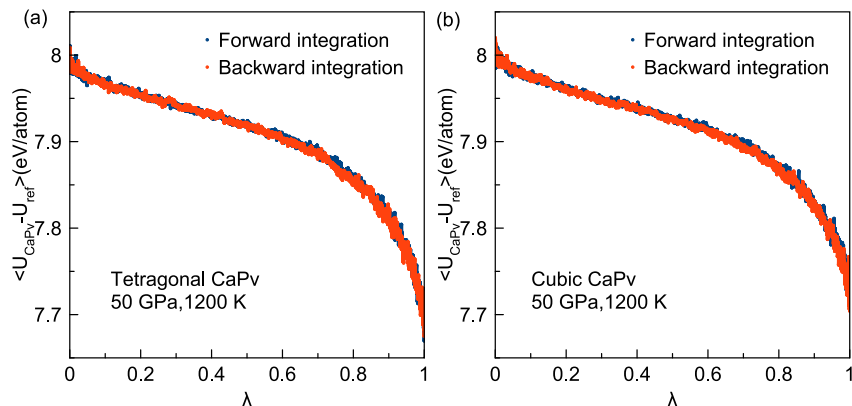 (a)
Forward integration
Backward integration
8
7.9
7.8
7.7
<U_CaPv-U_ref>(eV/atom)
Tetragonal CaPv
50 GPa,1200 K
0 0.2 0.4 0.6 0.8 1
λ
(b)
Forward integration
Backward integration
8
7.9
7.8
7.7
<U_CaPv-U_ref>(eV/atom)
Cubic CaPv
50 GPa,1200 K
0 0.2 0.4 0.6 0.8 1
λ